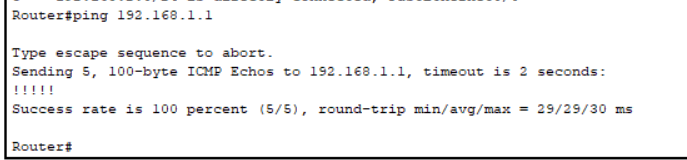 Router#ping 192.168.1.1
Type escape sequence to abort.
Sending 5, 100-byte ICMP Echos to 192.168.1.1, timeout is 2 seconds:
!!!!!
Success rate is 100 percent (5/5), round-trip min/avg/max = 29/29/30 ms
Router#